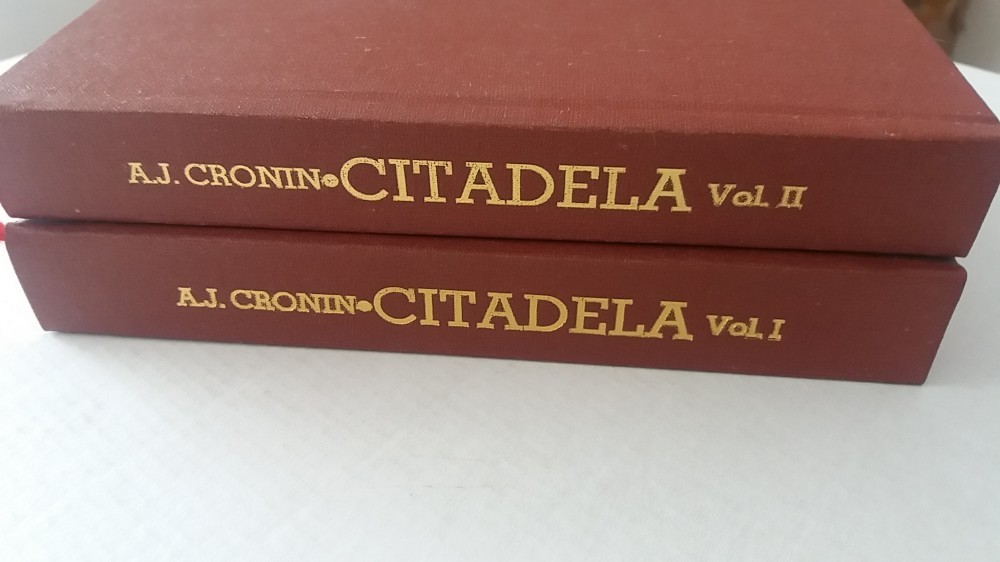 A.J. CRONIN•CITADELA Vol. II
A.J. CRONIN•CITADELA Vol. I